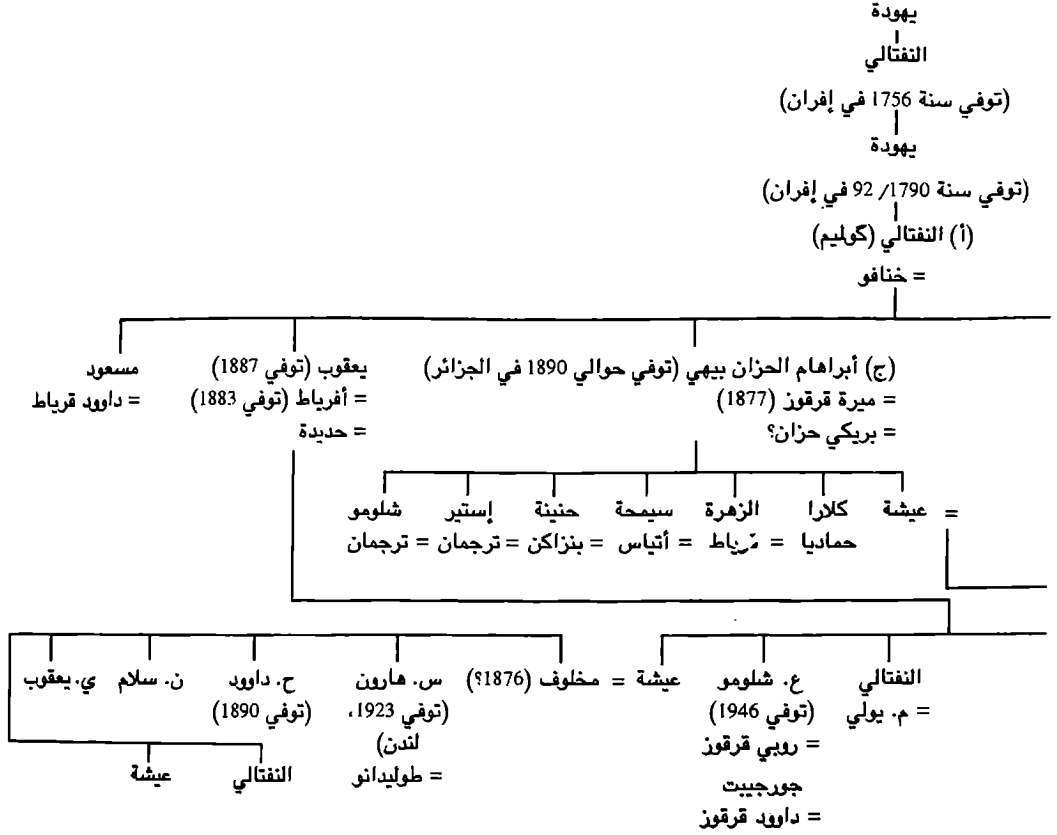 يهودة
النفتالي
(توفي سنة 1756 في إفران)
يهودة
(توفي سنة 1790/ 92 في إفران)
(أ) النفتالي (گوليم)
= خنافو
(ج) أبراهام الحزان بيهي (توفي حوالي 1890 في الجزائر)
= ميرة قرقوز (1877)
= بريكي حزان؟
يعقوب (توفي 1887)
= أفرياط (توفي 1883)
= حديدة
مسعود
= داوود قرياط
= عيشة كلارا الزهرة سيمحة حنينة إستير شلومو
حماديا = = أتياس = بنزاكن = ترجمان = ترجمان
النفتالي
= م. يولي
ع. شلومو
(توفي 1946)
= روبي قرقوز
جورجييت
= داوود قرقوز
عيشة = مخلوف (1876؟)
س. هارون
(توفي 1923،
لندن)
= طوليدانو
ح. داوود
(توفي 1890)
ن. سلام
ي. يعقوب
النفتالي
عيشة